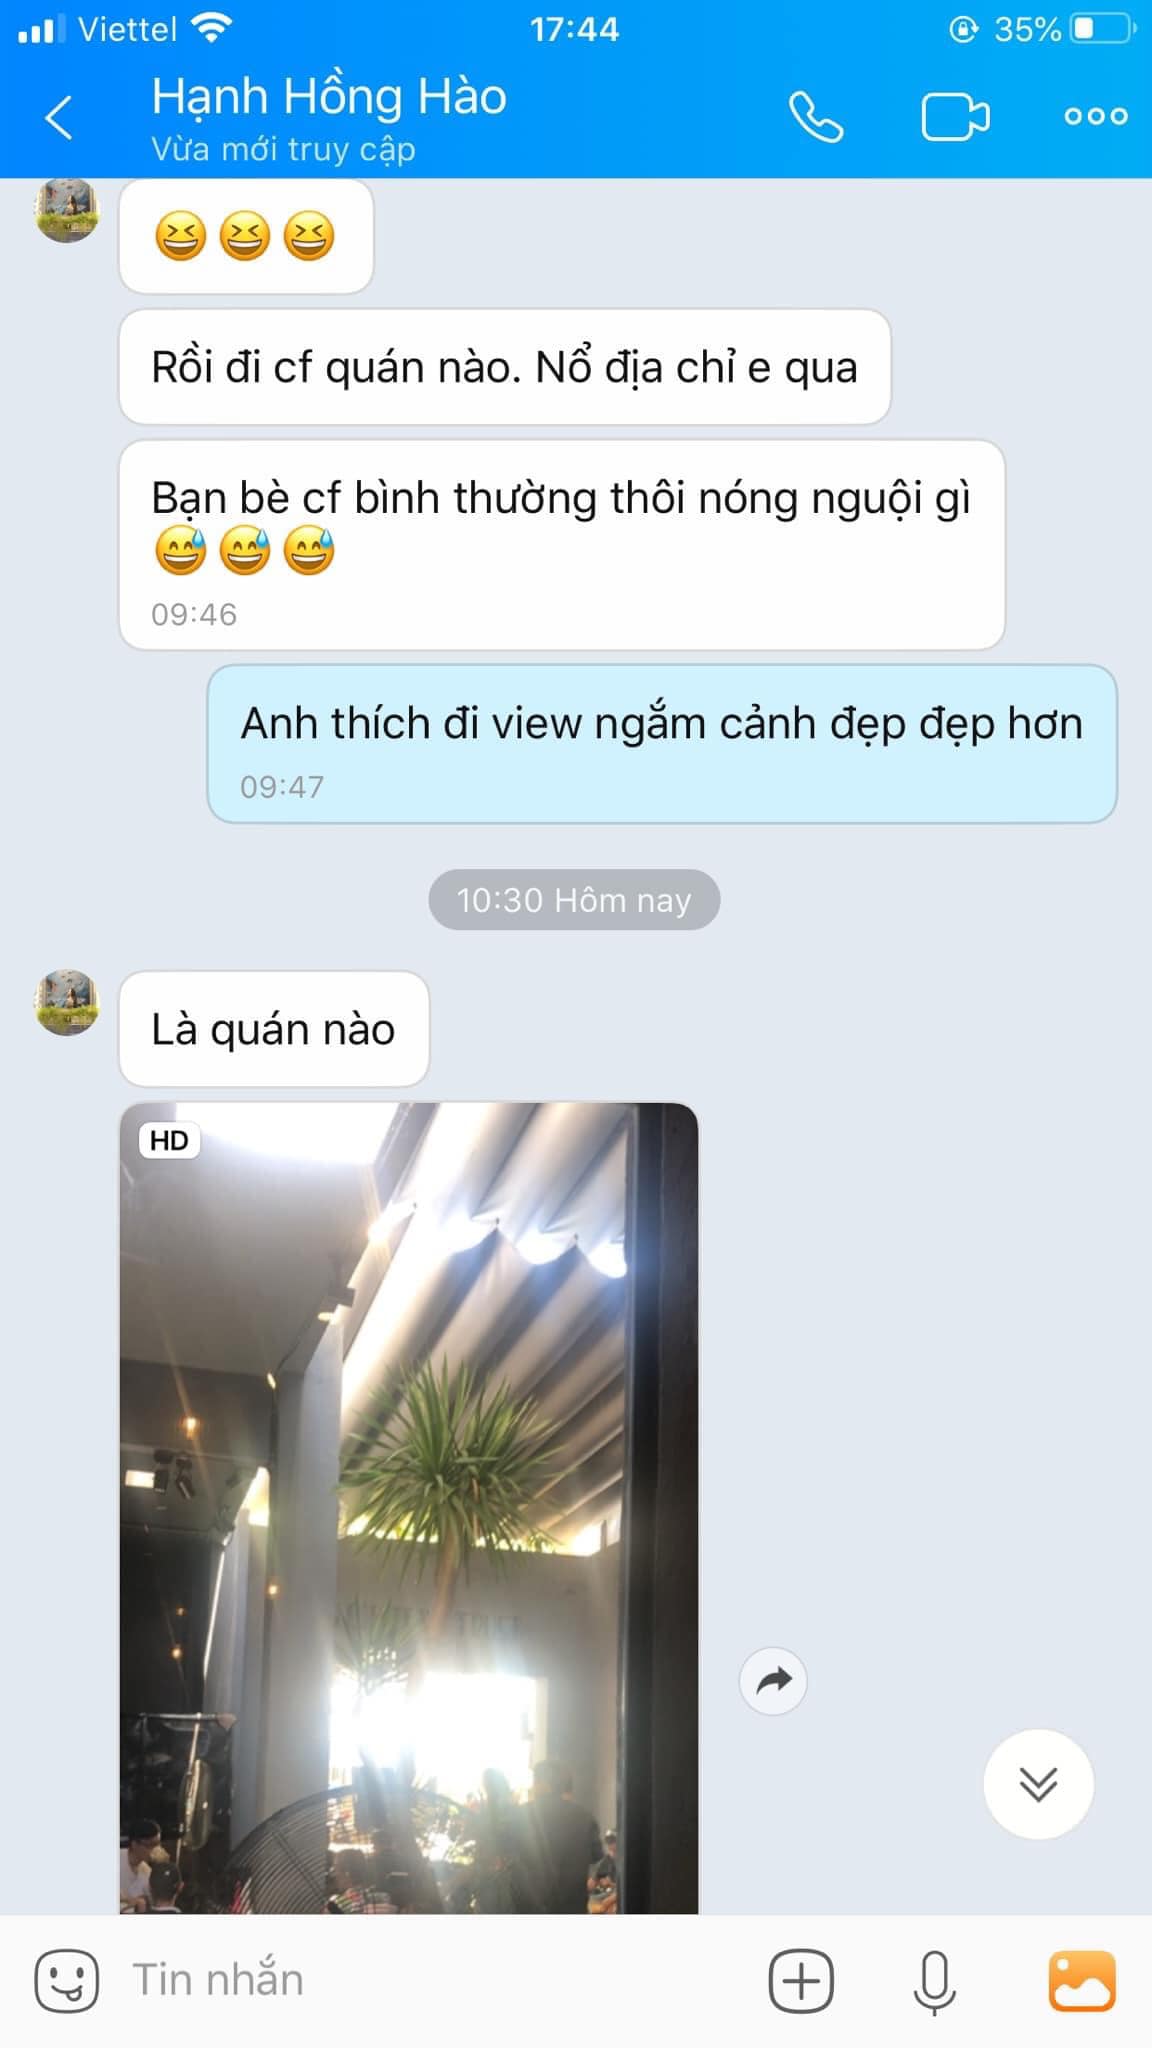 Viettel 17:44 35%
Hạnh Hồng Hào
Vừa mới truy cập
😆😆😆
Rồi đi cf quán nào. Nổ địa chỉ e qua
Bạn bè cf bình thường thôi nóng nguội gì
😅😅😅
09:46
Anh thích đi view ngắm cảnh đẹp đẹp hơn
09:47
10:30 Hôm nay
Là quán nào
HD
Tin nhắn